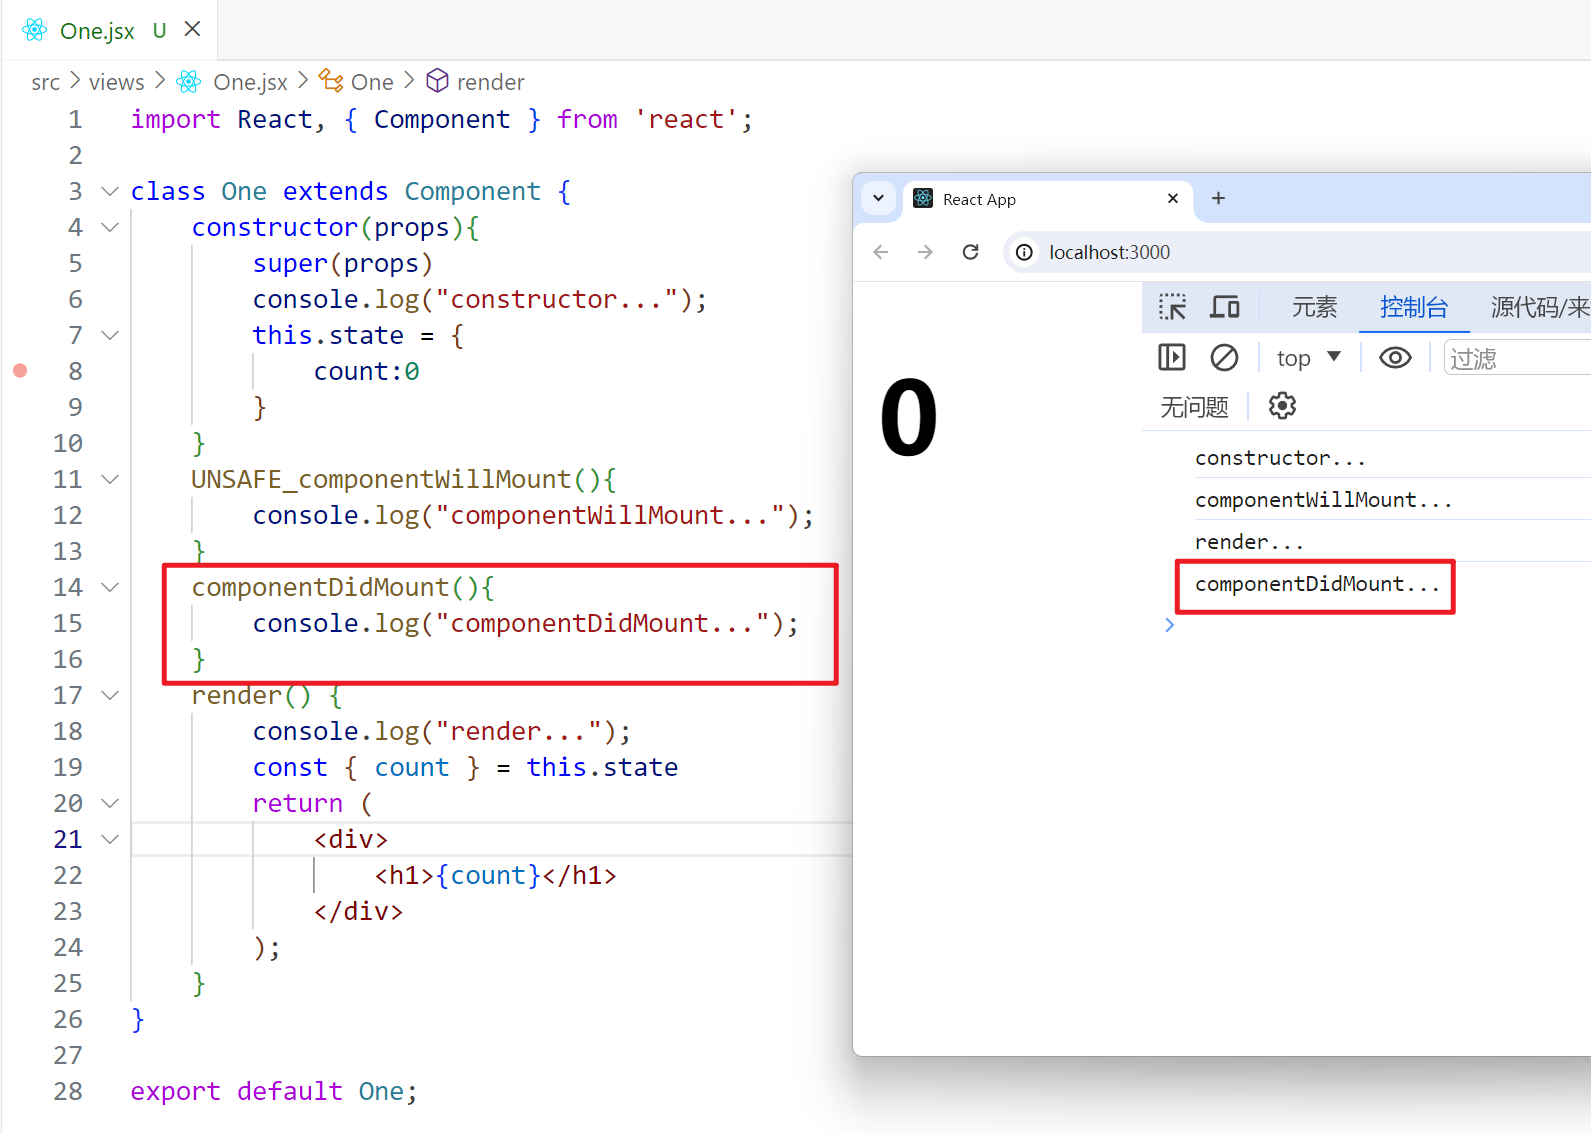 One.jsx U
src > views > One.jsx > One > render
1 import React, { Component } from 'react';
2
3 class One extends Component {
4 constructor(props){
5 super(props)
6 console.log("constructor...");
7 this.state = {
8 count:0
9 }
10 }
11 UNSAFE_componentWillMount(){
12 console.log("componentWillMount...");
13 }
14 componentDidMount(){
15 console.log("componentDidMount...");
16 }
17 render() {
18 console.log("render...");
19 const { count } = this.state
20 return (
21 <div>
22 <h1>{count}</h1>
23 </div>
24 );
25 }
26 }
27
28 export default One;
React App
localhost:3000
0
元素 控制台 源代码/来
top 过滤
无问题
constructor...
componentWillMount...
render...
componentDidMount...
>